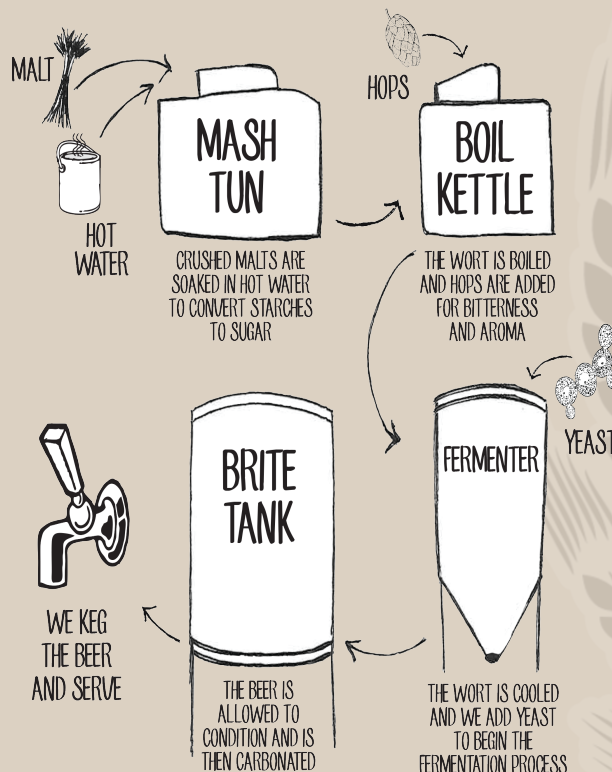 MALT
HOT
WATER
MASH
TUN
CRUSHED MALTS ARE
SOAKED IN HOT WATER
TO CONVERT STARCHES
TO SUGAR
HOPS
BOIL
KETTLE
THE WORT IS BOILED
AND HOPS ARE ADDED
FOR BITTERNESS
AND AROMA
YEAST
FERMENTER
THE WORT IS COOLED
AND WE ADD YEAST
TO BEGIN THE
FERMENTATION PROCESS
BRITE
TANK
THE BEER IS
ALLOWED TO
CONDITION AND IS
THEN CARBONATED
WE KEG
THE BEER
AND SERVE